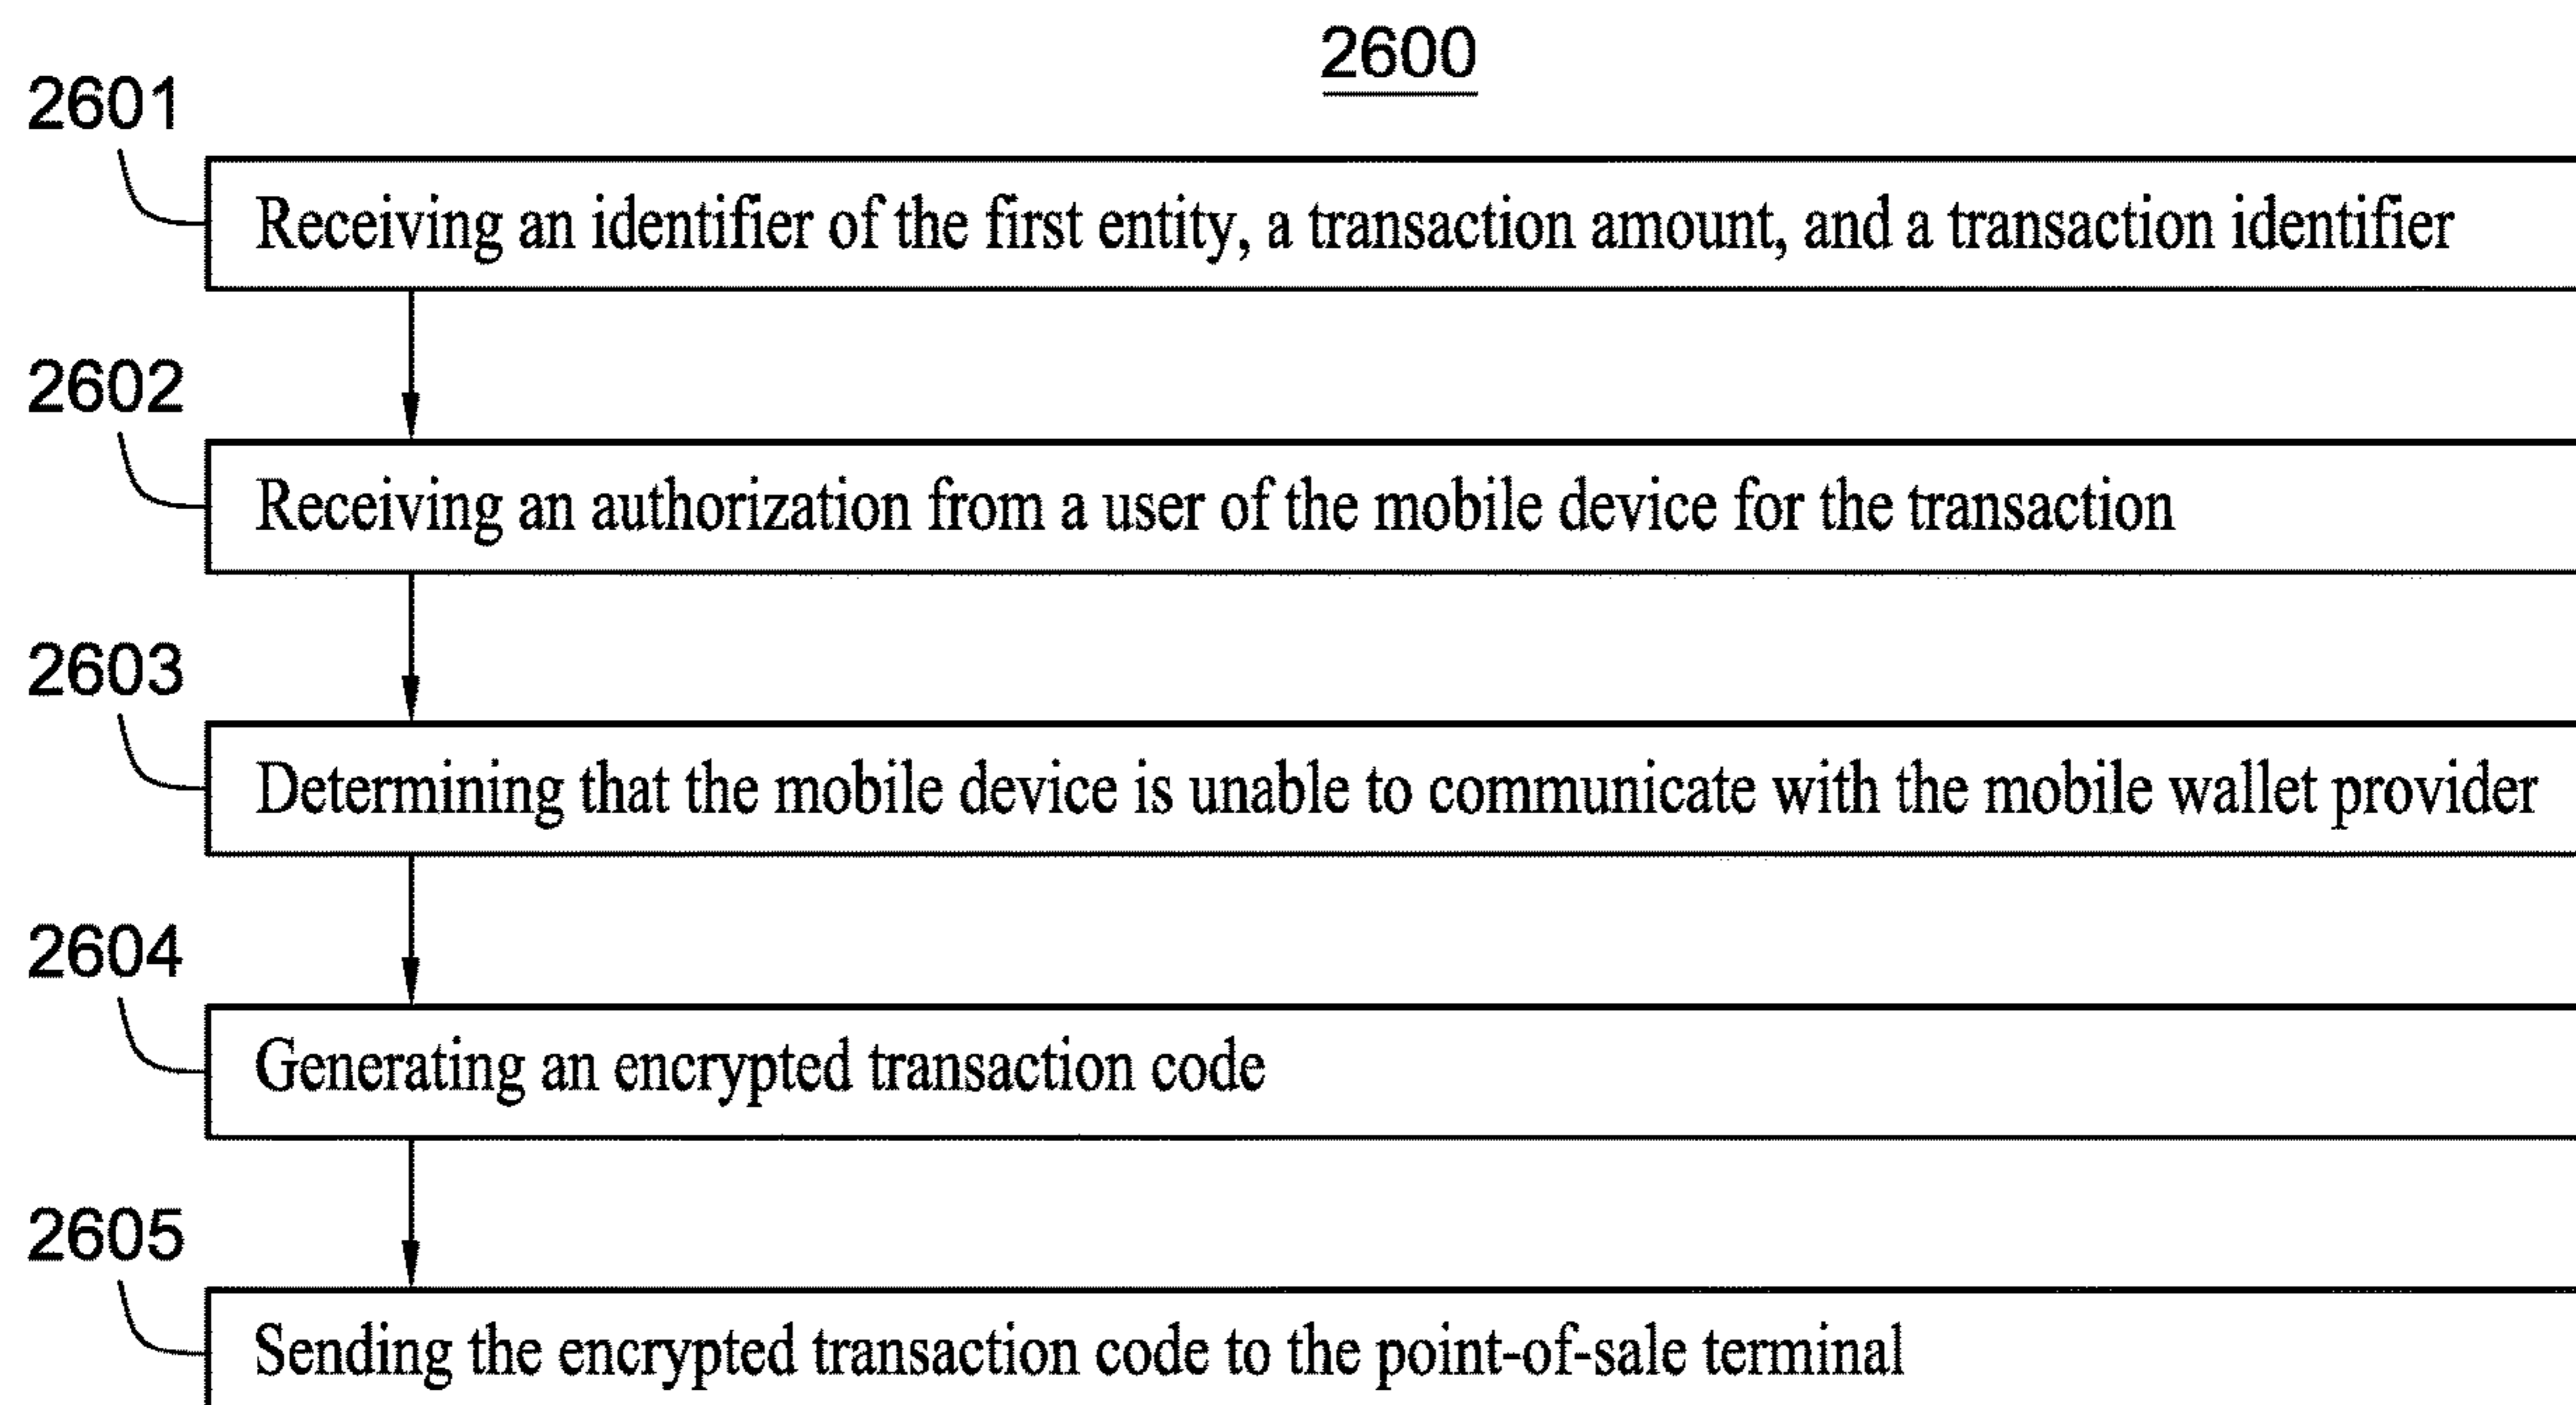 2600
2601
Receiving an identifier of the first entity, a transaction amount, and a transaction identifier
2602
Receiving an authorization from a user of the mobile device for the transaction
2603
Determining that the mobile device is unable to communicate with the mobile wallet provider
2604
Generating an encrypted transaction code
2605
Sending the encrypted transaction code to the point-of-sale terminal